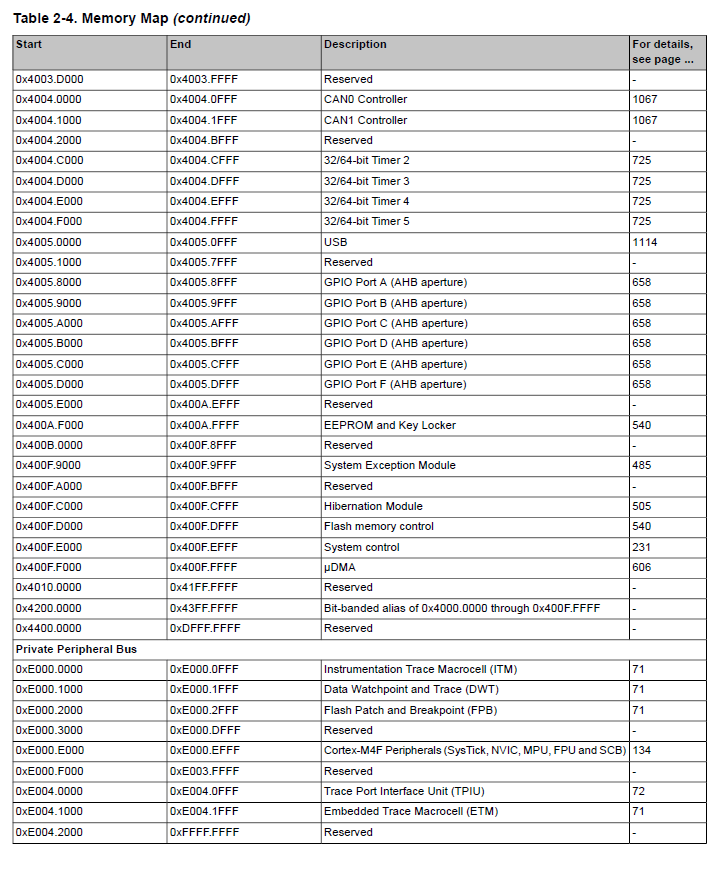 Table 2-4. Memory Map (continued)
Start End Description For details, see page ...
0x4003.D000 0x4003.FFFF Reserved -
0x4004.0000 0x4004.0FFF CAN0 Controller 1067
0x4004.1000 0x4004.1FFF CAN1 Controller 1067
0x4004.2000 0x4004.BFFF Reserved -
0x4004.C000 0x4004.CFFF 32/64-bit Timer 2 725
0x4004.D000 0x4004.DFFF 32/64-bit Timer 3 725
0x4004.E000 0x4004.EFFF 32/64-bit Timer 4 725
0x4004.F000 0x4004.FFFF 32/64-bit Timer 5 725
0x4005.0000 0x4005.0FFF USB 1114
0x4005.1000 0x4005.7FFF Reserved -
0x4005.8000 0x4005.8FFF GPIO Port A (AHB aperture) 658
0x4005.9000 0x4005.9FFF GPIO Port B (AHB aperture) 658
0x4005.A000 0x4005.AFFF GPIO Port C (AHB aperture) 658
0x4005.B000 0x4005.BFFF GPIO Port D (AHB aperture) 658
0x4005.C000 0x4005.CFFF GPIO Port E (AHB aperture) 658
0x4005.D000 0x4005.DFFF GPIO Port F (AHB aperture) 658
0x4005.E000 0x400A.EFFF Reserved -
0x400A.F000 0x400A.FFFF EEPROM and Key Locker 540
0x400B.0000 0x400F.8FFF Reserved -
0x400F.9000 0x400F.9FFF System Exception Module 485
0x400F.A000 0x400F.BFFF Reserved -
0x400F.C000 0x400F.CFFF Hibernation Module 505
0x400F.D000 0x400F.DFFF Flash memory control 540
0x400F.E000 0x400F.EFFF System control 231
0x400F.F000 0x400F.FFFF µDMA 606
0x4010.0000 0x41FF.FFFF Reserved -
0x4200.0000 0x43FF.FFFF Bit-banded alias of 0x4000.0000 through 0x400F.FFFF -
0x4400.0000 0xDFFF.FFFF Reserved -
Private Peripheral Bus
0xE000.0000 0xE000.0FFF Instrumentation Trace Macrocell (ITM) 71
0xE000.1000 0xE000.1FFF Data Watchpoint and Trace (DWT) 71
0xE000.2000 0xE000.2FFF Flash Patch and Breakpoint (FPB) 71
0xE000.3000 0xE000.DFFF Reserved -
0xE000.E000 0xE000.EFFF Cortex-M4F Peripherals (SysTick, NVIC, MPU, FPU and SCB) 134
0xE000.F000 0xE003.FFFF Reserved -
0xE004.0000 0xE004.0FFF Trace Port Interface Unit (TPIU) 72
0xE004.1000 0xE004.1FFF Embedded Trace Macrocell (ETM) 71
0xE004.2000 0xFFFF.FFFF Reserved -